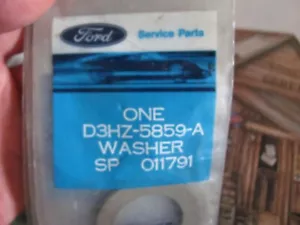 Ford Service Parts
ONE
D3HZ-5859-A
WASHER
SP 011791